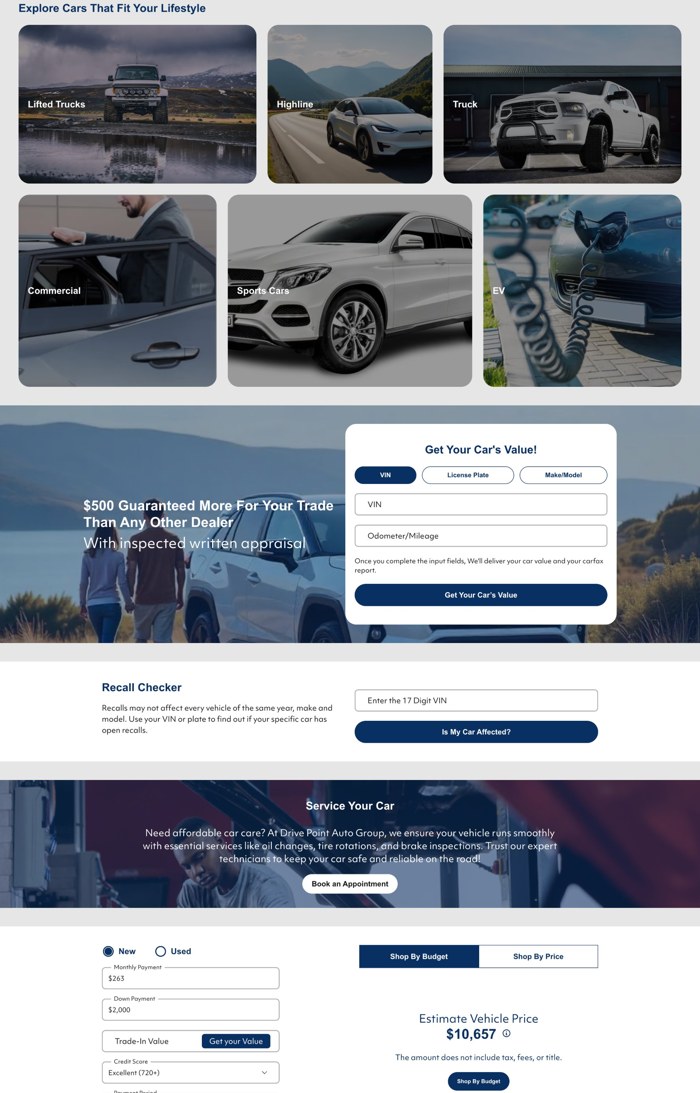 Explore Cars That Fit Your Lifestyle
Lifted Trucks
Highline
Truck
Commercial
Sports Cars
EV
$500 Guaranteed More For Your Trade
Than Any Other Dealer
With inspected written appraisal
Get Your Car's Value!
VIN
License Plate
Make/Model
VIN
Odometer/Mileage
Once you complete the input fields, We'll deliver your car value and your carfax
report.
Get Your Car's Value
Recall Checker
Recalls may not affect every vehicle of the same year, make and
model. Use your VIN or plate to find out if your specific car has
open recalls.
Enter the 17 Digit VIN
Is My Car Affected?
Service Your Car
Need affordable car care? At Drive Point Auto Group, we ensure your vehicle runs smoothly
with essential services like oil changes, tire rotations, and brake inspections. Trust our expert
technicians to keep your car safe and reliable on the road!
Book an Appointment
New
Used
Monthly Payment
$263
Down Payment
$2,000
Trade-In Value
Get your Value
Credit Score
Excellent (720+)
Shop By Budget
Shop By Price
Estimate Vehicle Price
$10,657
The amount does not include tax, fees, or title.
Shop By Budget